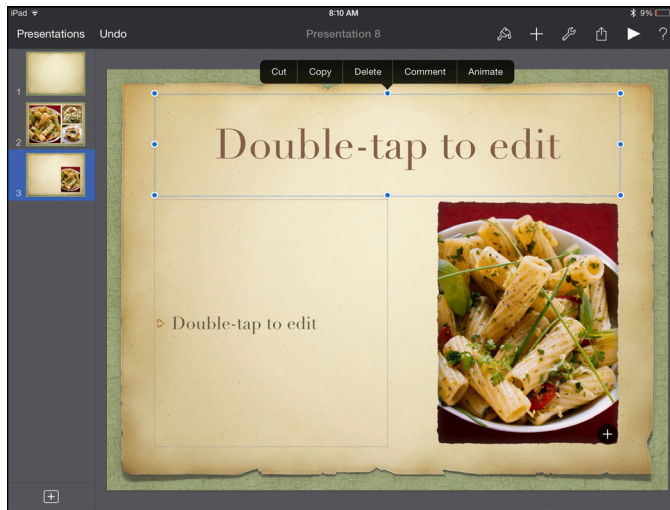 iPad 8:10 AM 9%
Presentations Undo Presentation 8 ?
Cut Copy Delete Comment Animate
1
2
3
Double-tap to edit
Double-tap to edit